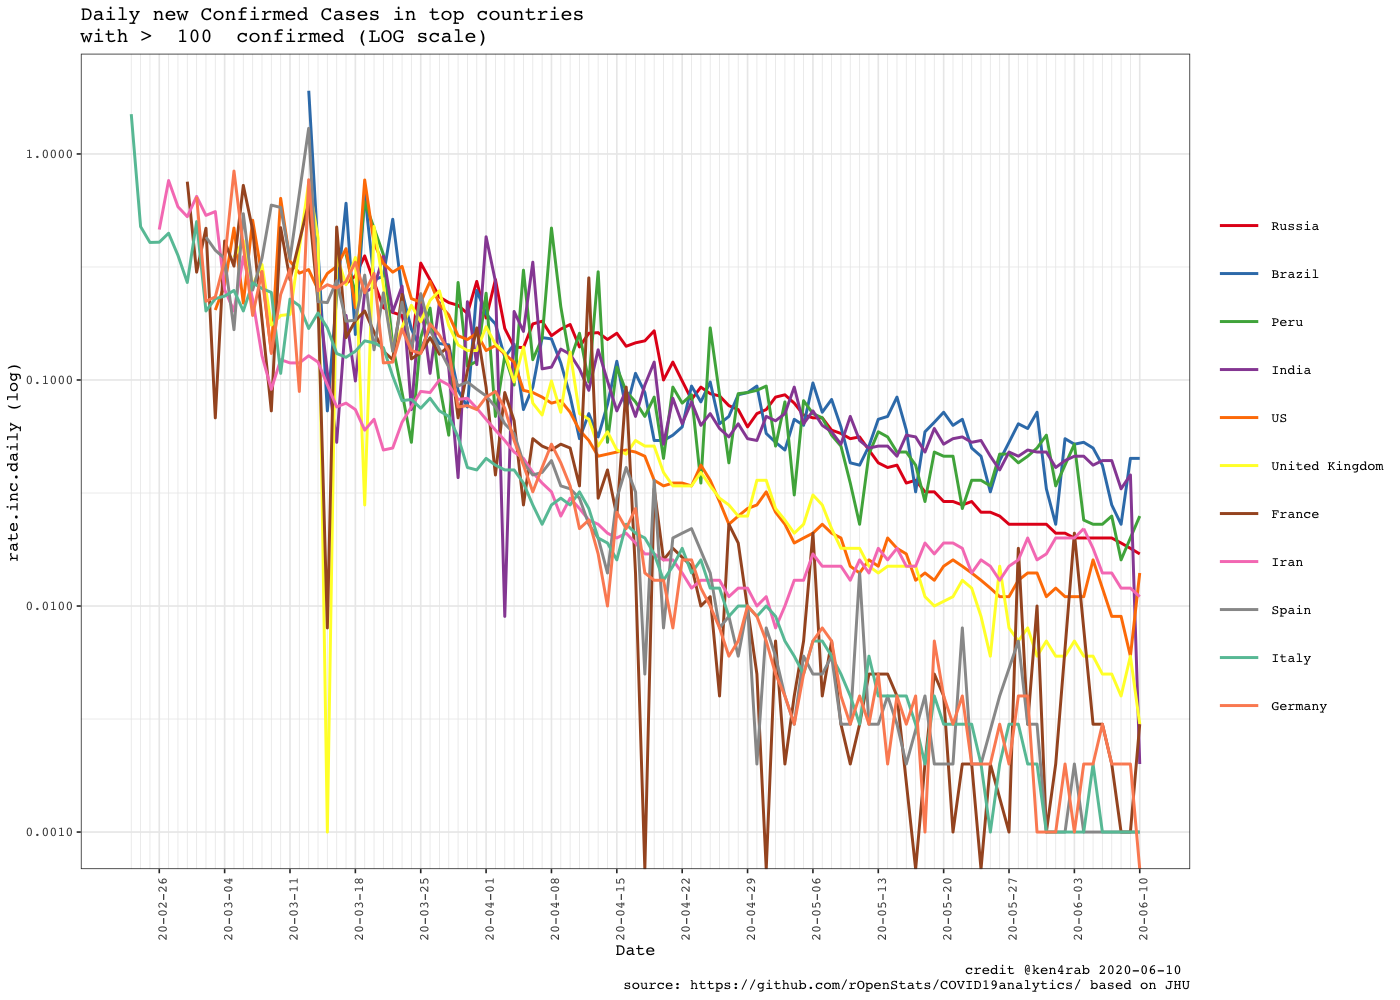 Daily new Confirmed Cases in top countries
with >  100  confirmed (LOG scale)
rate.inc.daily (log)
1.0000
0.1000
0.0100
0.0010
20-02-26
20-03-04
20-03-11
20-03-18
20-03-25
20-04-01
20-04-08
20-04-15
20-04-22
20-04-29
20-05-06
20-05-13
20-05-20
20-05-27
20-06-03
20-06-10
Date
Russia
Brazil
Peru
India
US
United Kingdom
France
Iran
Spain
Italy
Germany
credit @ken4rab 2020-06-10
source: https://github.com/rOpenStats/COVID19analytics/ based on JHU